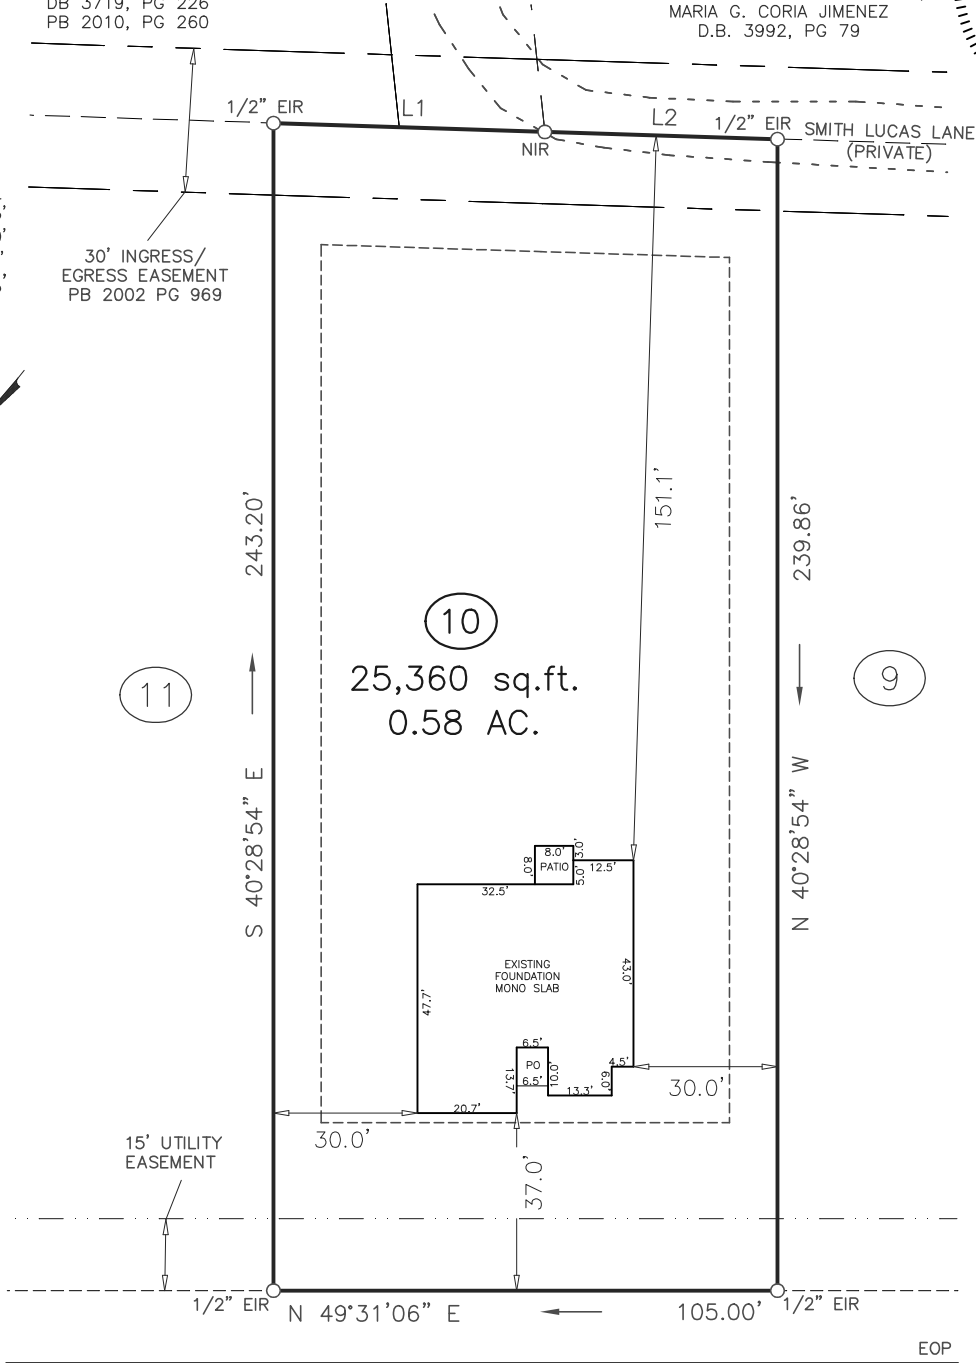 DB 3719, PG 226
PB 2010, PG 260
MARIA G. CORIA JIMENEZ
D.B. 3992, PG 79
1/2" EIR
L1
L2
1/2" EIR
SMITH LUCAS LANE
(PRIVATE)
NIR
30' INGRESS/
EGRESS EASEMENT
PB 2002 PG 969
151.1'
243.20'
239.86'
10
25,360 sq.ft.
0.58 AC.
11
9
S 40°28'54" E
N 40°28'54" W
8.0'
3.0'
8.0'
PATIO
5.0'
12.5'
32.5'
EXISTING
FOUNDATION
MONO SLAB
43.0'
47.7'
6.5'
PO
6.5'
13.7'
10.0'
4.5'
6.0'
13.3'
20.7'
30.0'
30.0'
37.0'
15' UTILITY
EASEMENT
1/2" EIR
N 49°31'06" E
105.00'
1/2" EIR
EOP